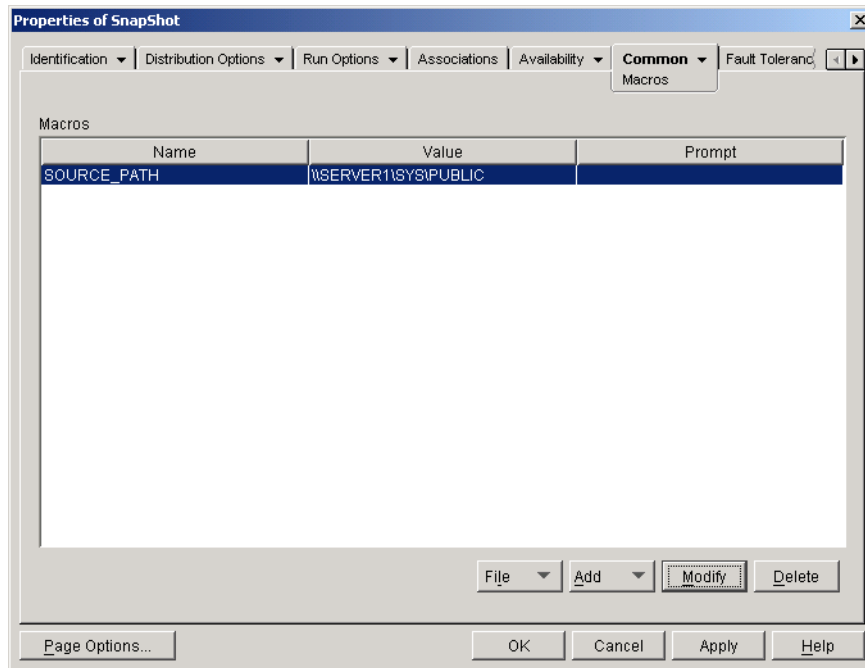 Properties of SnapShot
Identification Distribution Options Run Options Associations Availability Common Fault Toleranc
Macros
Macros
Name Value Prompt
SOURCE_PATH \\SERVER1\SYS\PUBLIC
File Add Modify Delete
Page Options... OK Cancel Apply Help